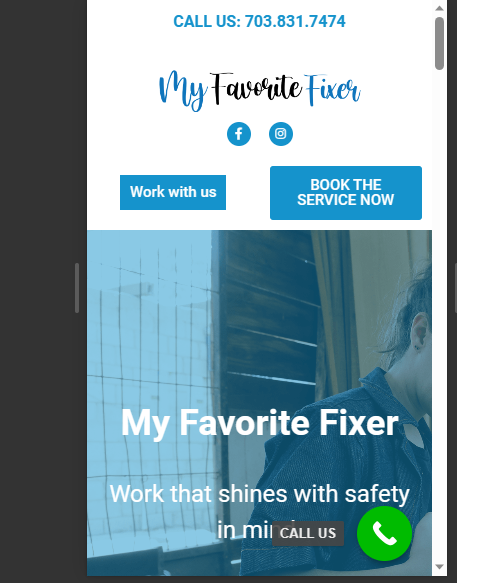 CALL US: 703.831.7474
My Favorite Fixer
Work with us
BOOK THE
SERVICE NOW
My Favorite Fixer
Work that shines with safety
in
CALL US